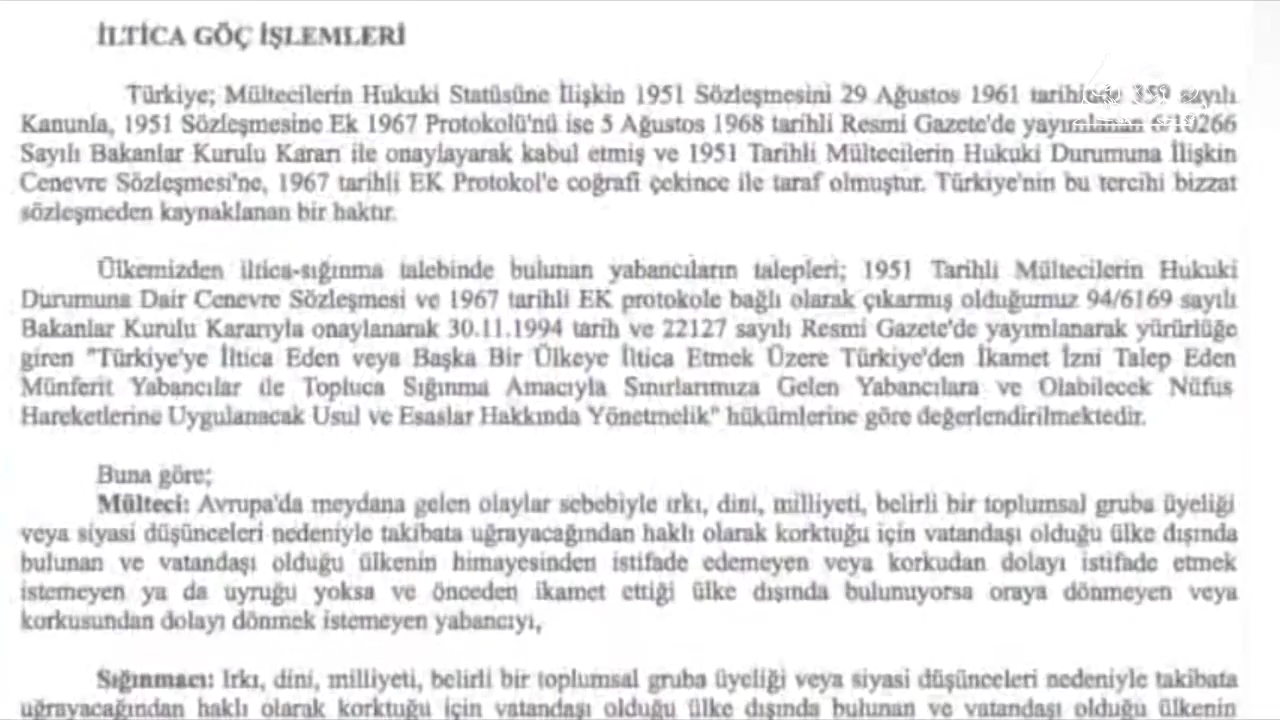 İLTİCA GÖÇ İŞLEMLERİ
Türkiye; Mültecilerin Hukuki Statüsüne İlişkin 1951 Sözleşmesini 29 Ağustos 1961 359 sayılı
Kanunla, 1951 Sözleşmesine Ek 1967 Protokolü'nü ise 5 Ağustos 1968 tarihli Resmi Gazete'de yayımlanan
Sayılı Bakanlar Kurulu Kararı ile onaylayarak kabul etmiş ve 1951 Tarihli Mültecilerin Hukuki Durumuna İlişkin
Cenevre Sözleşmesi'ne, 1967 tarihli EK Protokol'e coğrafi çekince ile taraf olmuştur. Türkiye'nin bu tercihi bizzat
sözleşmeden kaynaklanan bir haktır.
Ülkemizden iltica-sığınma talebinde bulunan yabancıların talepleri; 1951 Tarihli Mültecilerin Hukuki
Durumuna Dair Cenevre Sözleşmesi ve 1967 tarihli EK protokole bağlı olarak çıkarmış olduğumuz 94/6169 sayılı
Bakanlar Kurulu Kararıyla onaylanarak 30.11.1994 tarih ve 22127 sayılı Resmi Gazete'de yayımlanarak yürürlüğe
giren "Türkiye'ye İltica Eden veya Başka Bir Ülkeye İltica Etmek Üzere Türkiye'den İkamet İzni Talep Eden
Münferit Yabancılar ile Topluca Sığınma Amacıyla Sınırlarımıza Gelen Yabancılara ve Olabilecek Nüfus
Hareketlerine Uygulanacak Usul ve Esaslar Hakkında Yönetmelik" hükümlerine göre değerlendirilmektedir.
Buna göre;
Mülteci: Avrupa'da meydana gelen olaylar sebebiyle ırkı, dini, milliyeti, belirli bir toplumsal gruba üyeliği
veya siyasi düşünceleri nedeniyle takibata uğrayacağından haklı olarak korktuğu için vatandaşı olduğu ülke dışında
bulunan ve vatandaşı olduğu ülkenin himayesinden istifade edemeyen veya korkudan dolayı istifade etmek
istemeyen ya da uyruğu yoksa ve önceden ikamet ettiği ülke dışında bulunuyorsa oraya dönmeyen veya
korkusundan dolayı dönmek istemeyen yabancıyı,
Sığınmacı: Irkı, dini, milliyeti, belirli bir toplumsal gruba üyeliği veya siyasi düşünceleri nedeniyle takibata
uğrayacağından haklı olarak korktuğu için vatandaşı olduğu ülke dışında bulunan ve vatandaşı olduğu ülkenin